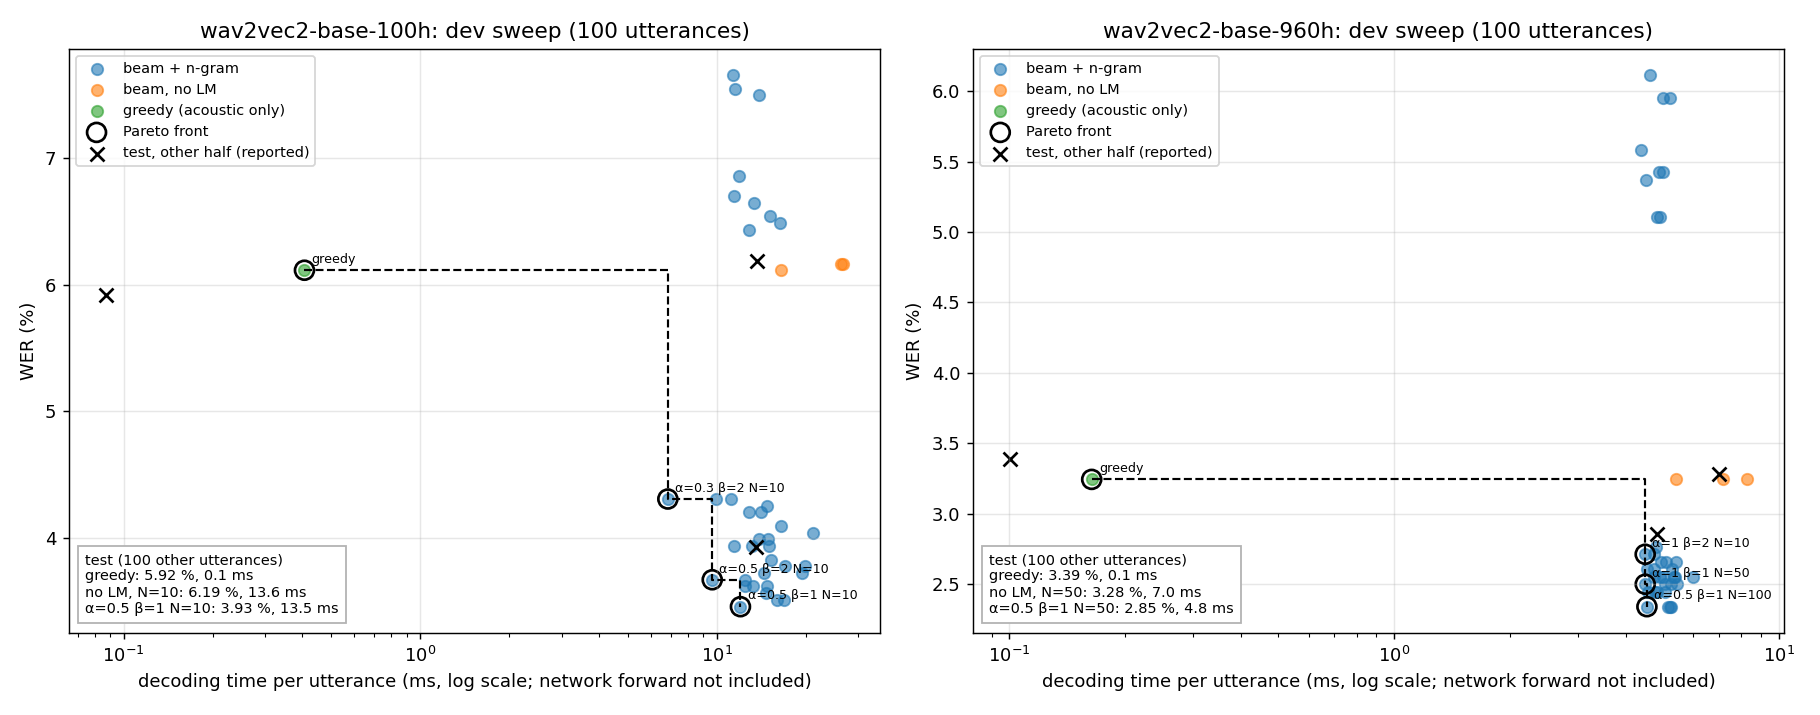 wav2vec2-base-100h: dev sweep (100 utterances)
beam + n-gram
beam, no LM
greedy (acoustic only)
Pareto front
test, other half (reported)
7
6
5
4
WER (%)
greedy
α=0.3 β=2 N=10
α=0.5 β=2 N=10
α=0.5 β=1 N=10
test (100 other utterances)
greedy: 5.92 %, 0.1 ms
no LM, N=10: 6.19 %, 13.6 ms
α=0.5 β=1 N=10: 3.93 %, 13.5 ms
10⁻¹ 10⁰ 10¹
decoding time per utterance (ms, log scale; network forward not included)
wav2vec2-base-960h: dev sweep (100 utterances)
beam + n-gram
beam, no LM
greedy (acoustic only)
Pareto front
test, other half (reported)
6.0
5.5
5.0
4.5
4.0
3.5
3.0
2.5
WER (%)
greedy
α=1 β=2 N=10
α=1 β=1 N=50
α=0.5 β=1 N=100
test (100 other utterances)
greedy: 3.39 %, 0.1 ms
no LM, N=50: 3.28 %, 7.0 ms
α=0.5 β=1 N=50: 2.85 %, 4.8 ms
10⁻¹ 10⁰ 10¹
decoding time per utterance (ms, log scale; network forward not included)